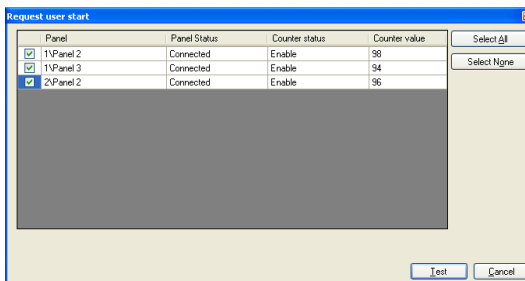 Request user start
Panel Panel Status Counter status Counter value
1\Panel 2 Connected Enable 98
1\Panel 3 Connected Enable 94
2\Panel 2 Connected Enable 96
Select All
Select None
Test Cancel